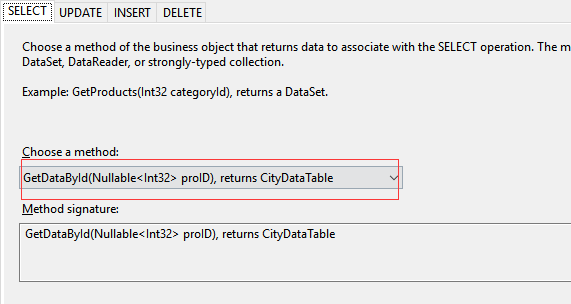 SELECT UPDATE INSERT DELETE
Choose a method of the business object that returns data to associate with the SELECT operation. The m
DataSet, DataReader, or strongly-typed collection.
Example: GetProducts(Int32 categoryId), returns a DataSet.
Choose a method:
GetDataById(Nullable<Int32> proID), returns CityDataTable
Method signature:
GetDataById(Nullable<Int32> proID), returns CityDataTable